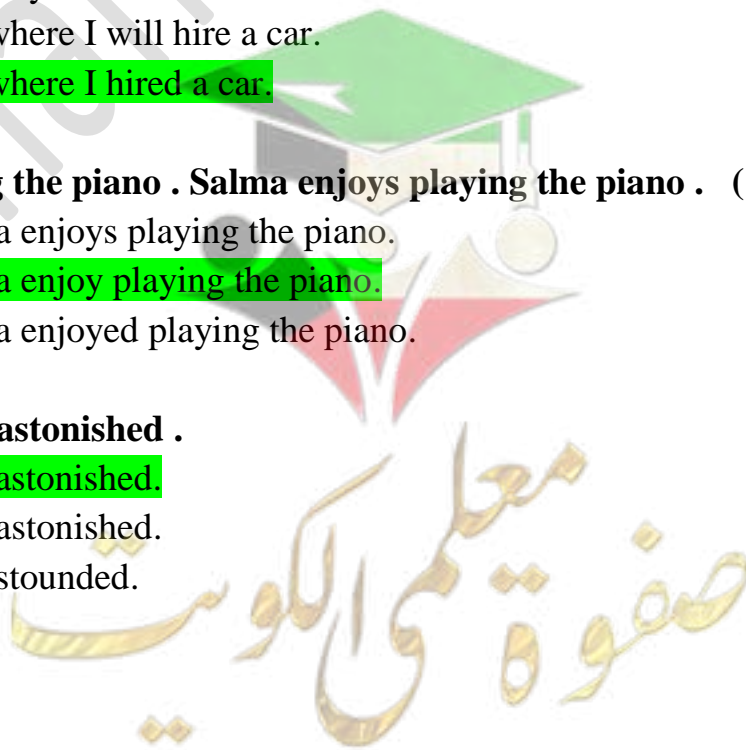 where I will hire a car.
where I hired a car.
the piano . Salma enjoys playing the piano . (
a enjoys playing the piano.
a enjoy playing the piano.
a enjoyed playing the piano.
astonished .
astonished.
astonished.
stounded.
صفوة معلمى الكويت